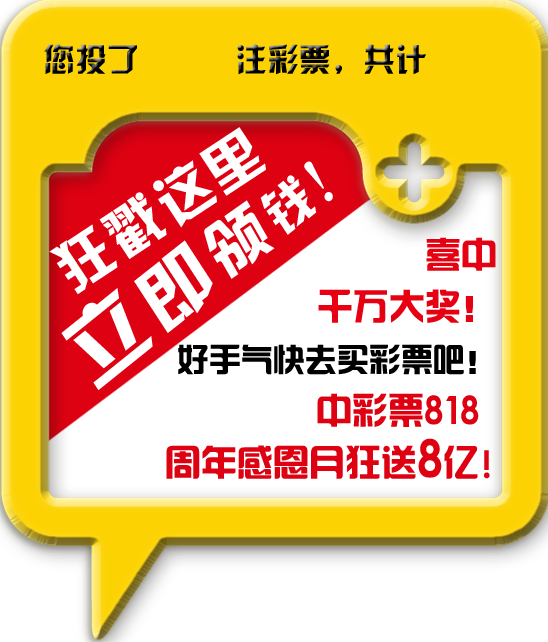 您投了 注彩票，共计
狂戳这里
立即领钱！
喜中
千万大奖！
好手气快去买彩票吧！
中彩票818
周年感恩月狂送8亿！